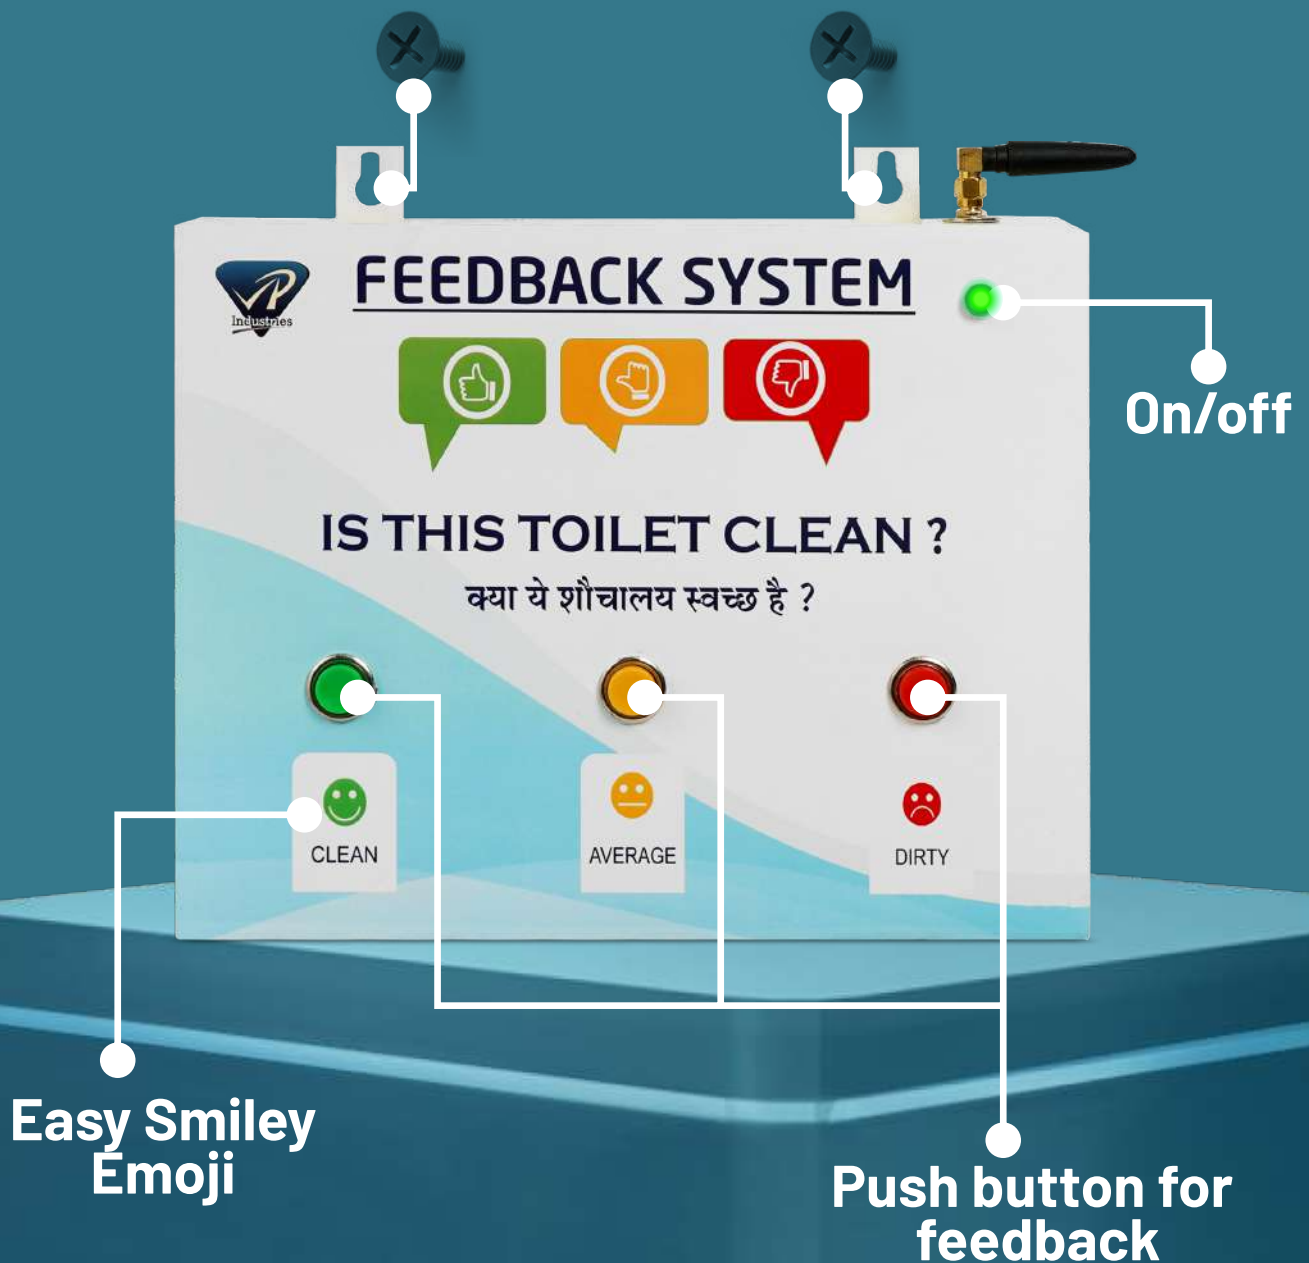 FEEDBACK SYSTEM
VP
Industries
On/off
IS THIS TOILET CLEAN ?
क्या ये शौचालय स्वच्छ है ?
CLEAN
AVERAGE
DIRTY
Easy Smiley
Emoji
Push button for
feedback